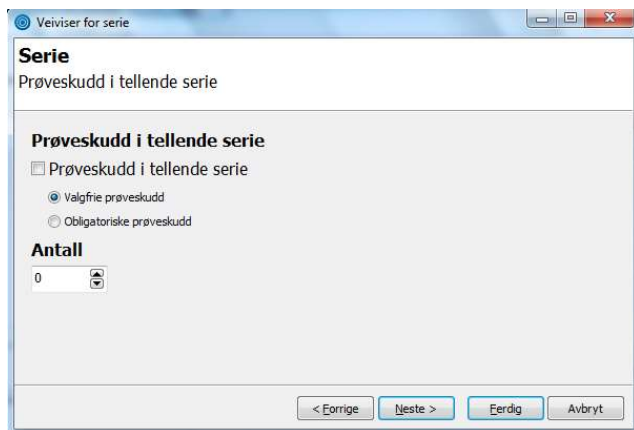 Veiviser for serie
Serie
Prøveskudd i tellende serie
Prøveskudd i tellende serie
Prøveskudd i tellende serie
Valgfrie prøveskudd
Obligatoriske prøveskudd
Antall
0
< Forrige Neste > Ferdig Avbryt